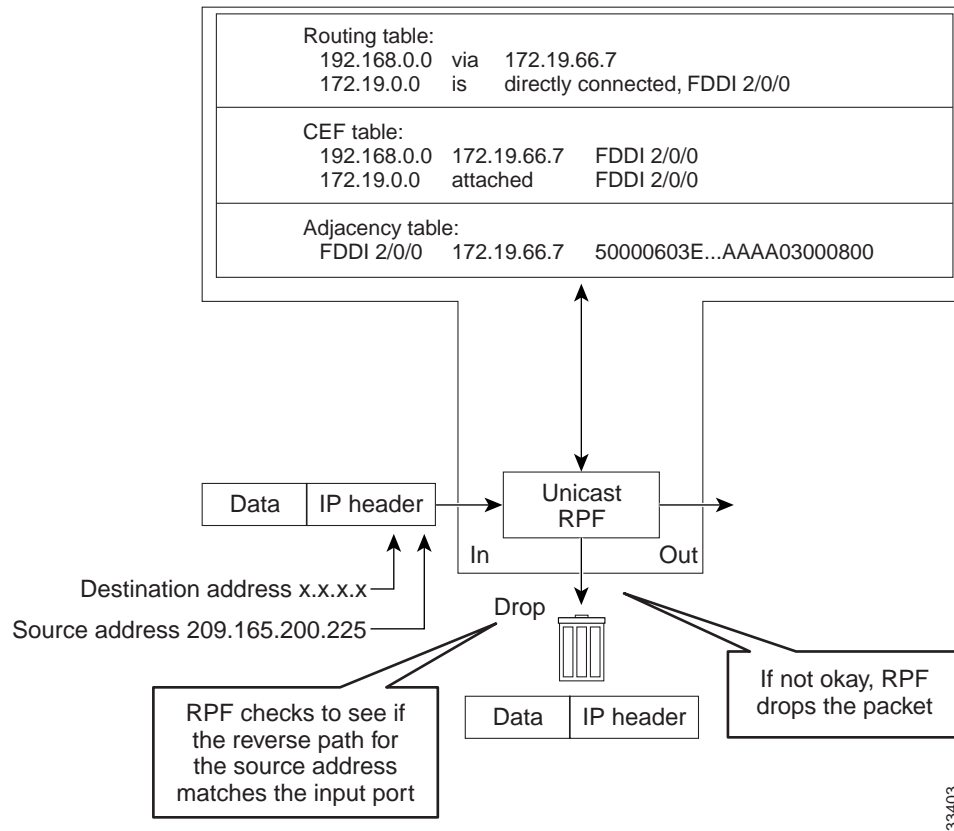 Routing table:
192.168.0.0 via 172.19.66.7
172.19.0.0 is directly connected, FDDI 2/0/0
CEF table:
192.168.0.0 172.19.66.7 FDDI 2/0/0
172.19.0.0 attached FDDI 2/0/0
Adjacency table:
FDDI 2/0/0 172.19.66.7 50000603E...AAAA03000800
Data IP header
Unicast
RPF
In
Out
Destination address x.x.x.x
Source address 209.165.200.225
Drop
RPF checks to see if
the reverse path for
the source address
matches the input port
Data IP header
If not okay, RPF
drops the packet
33403